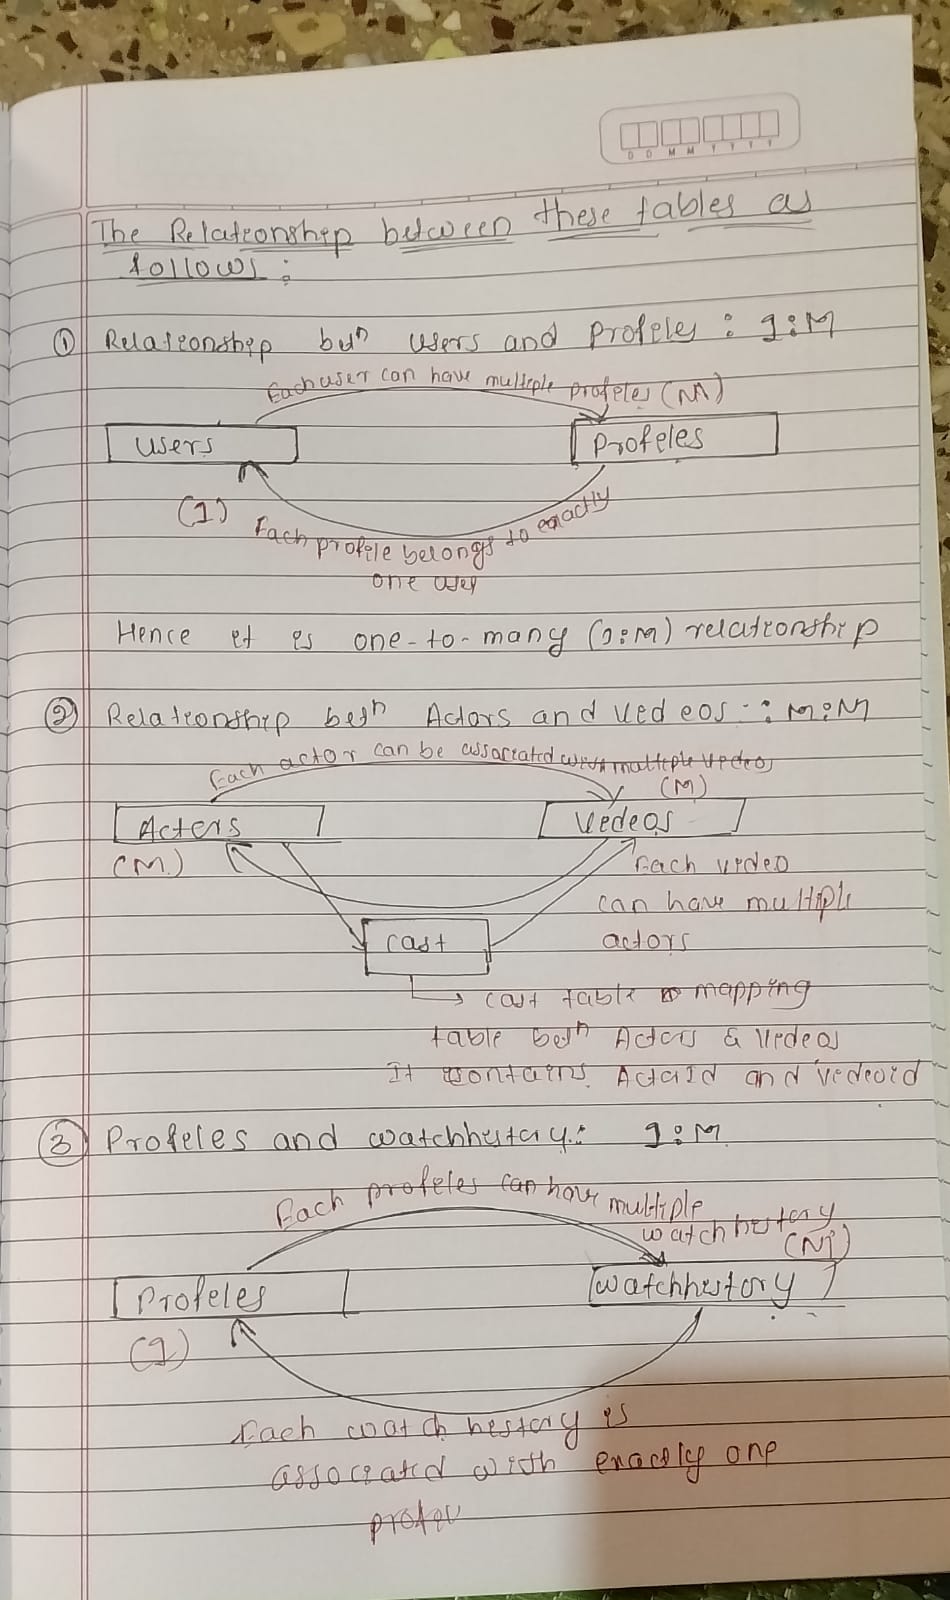 D D M M Y Y Y Y
The Relationship between these tables as
follows :
① Relationship betn Users and Profiles : 1:M
Each user can have multiple profiles (M)
Users
Profiles
(1)
Each profile belongs to exactly
one user
Hence it is one-to-many (1:M) relationship
② Relationship betn Actors and Videos : M:M
Each actor can be associated with multiple videos
(M)
Acters
Videos
(M)
Each video
can have multiple
actors
cast
→ cast table is mapping
table betn Actors & Videos
It contains ActorId and Videoid
③ Profiles and watchhistory : 1:M
Each profiles can have multiple
watchhistory
(M)
Profiles
watchhistory
(1)
Each watch history is
associated with exactly one